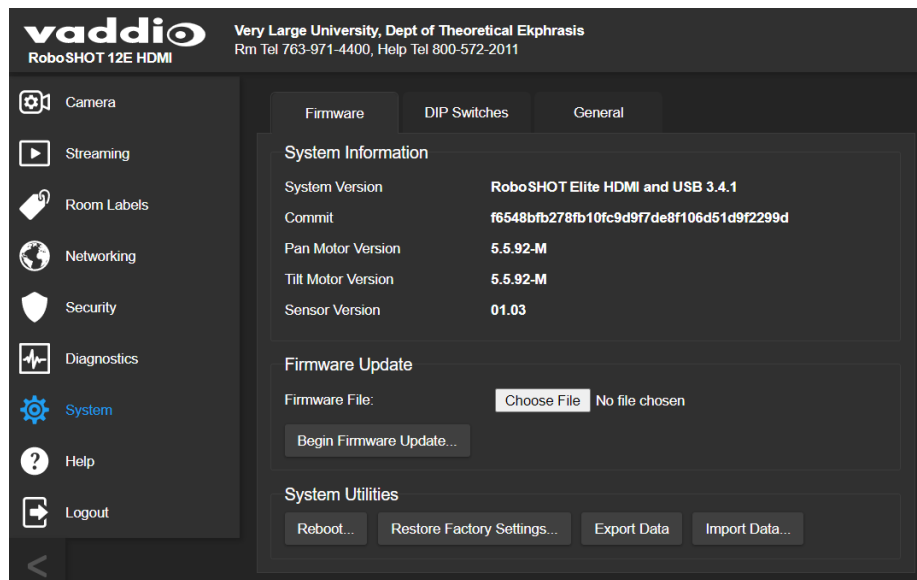 vaddio
RoboSHOT 12E HDMI
Very Large University, Dept of Theoretical Ekphrasis
Rm Tel 763-971-4400, Help Tel 800-572-2011
Camera
Streaming
Room Labels
Networking
Security
Diagnostics
System
Help
Logout
<
Firmware DIP Switches General
System Information
System Version RoboSHOT Elite HDMI and USB 3.4.1
Commit f6548bfb278fb10fc9d9f7de8f106d51d9f2299d
Pan Motor Version 5.5.92-M
Tilt Motor Version 5.5.92-M
Sensor Version 01.03
Firmware Update
Firmware File: Choose File No file chosen
Begin Firmware Update...
System Utilities
Reboot... Restore Factory Settings... Export Data Import Data...